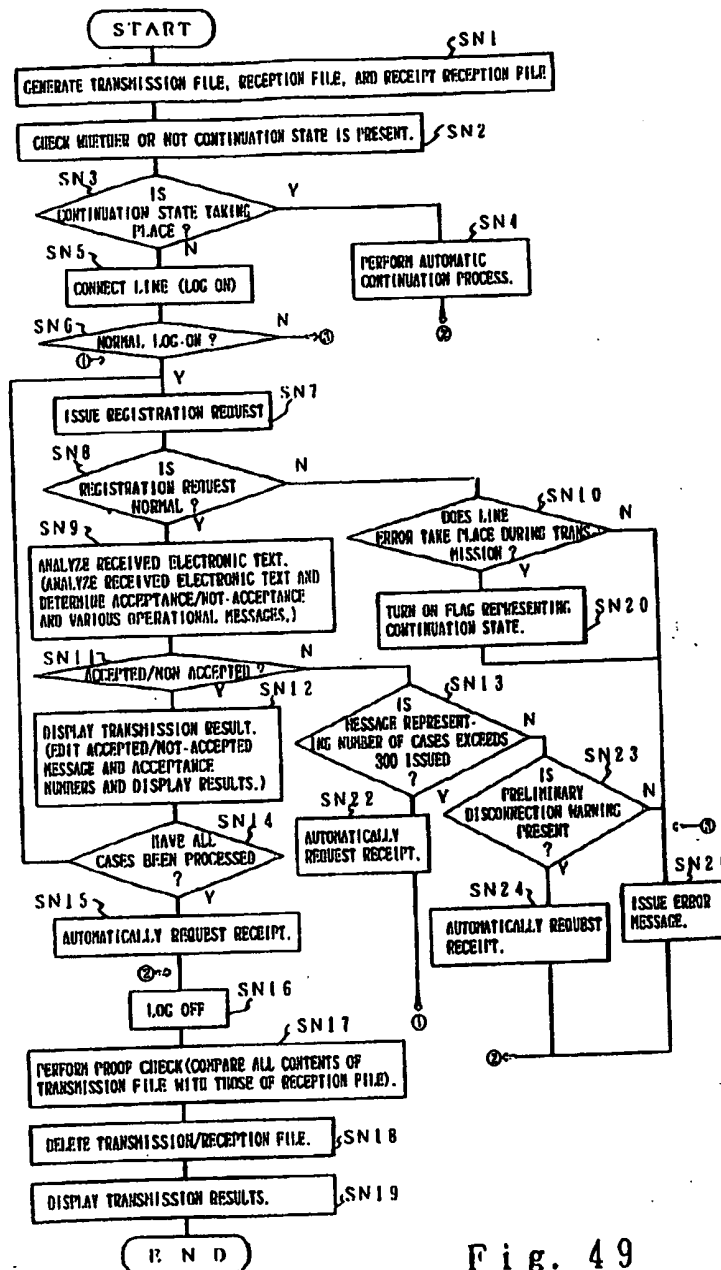 START
SN1
GENERATE TRANSMISSION FILE, RECEPTION FILE, AND RECEIPT RECEPTION FILE
CHECK WHETHER OR NOT CONTINUATION STATE IS PRESENT.
SN2
SN3
IS
CONTINUATION STATE TAKING
PLACE ?
Y
N
SN4
PERFORM AUTOMATIC
CONTINUATION PROCESS.
②
SN5
CONNECT LINE (LOG ON)
SN6
NORMAL LOG-ON ?
N
③
①
Y
SN7
ISSUE REGISTRATION REQUEST
SN8
IS
REGISTRATION REQUEST
NORMAL ?
N
Y
SN10
DOES LINE
ERROR TAKE PLACE DURING TRANS-
MISSION ?
N
Y
SN9
ANALYZE RECEIVED ELECTRONIC TEXT.
(ANALYZE RECEIVED ELECTRONIC TEXT AND
DETERMINE ACCEPTANCE/NOT-ACCEPTANCE
AND VARIOUS OPERATIONAL MESSAGES.)
SN20
TURN ON FLAG REPRESENTING
CONTINUATION STATE.
SN11
ACCEPTED/NON ACCEPTED ?
N
Y
SN12
DISPLAY TRANSMISSION RESULT.
(EDIT ACCEPTED/NOT-ACCEPTED
MESSAGE AND ACCEPTANCE
NUMBERS AND DISPLAY RESULTS.)
SN13
IS
MESSAGE REPRESENT-
ING NUMBER OF CASES EXCEEDS
300 ISSUED
?
N
Y
SN22
AUTOMATICALLY
REQUEST RECEIPT.
①
SN23
IS
PRELIMINARY
DISCONNECTION WARNING
PRESENT
?
N
Y
③
SN14
HAVE ALL
CASES BEEN PROCESSED
?
Y
SN15
AUTOMATICALLY REQUEST RECEIPT.
SN24
AUTOMATICALLY REQUEST
RECEIPT.
ISSUE ERROR
MESSAGE.
②
②
SN16
LOG OFF
SN17
PERFORM PROOF CHECK (COMPARE ALL CONTENTS OF
TRANSMISSION FILE WITH THOSE OF RECEPTION FILE).
DELETE TRANSMISSION/RECEPTION FILE.
SN18
DISPLAY TRANSMISSION RESULTS.
SN19
END
Fig. 49